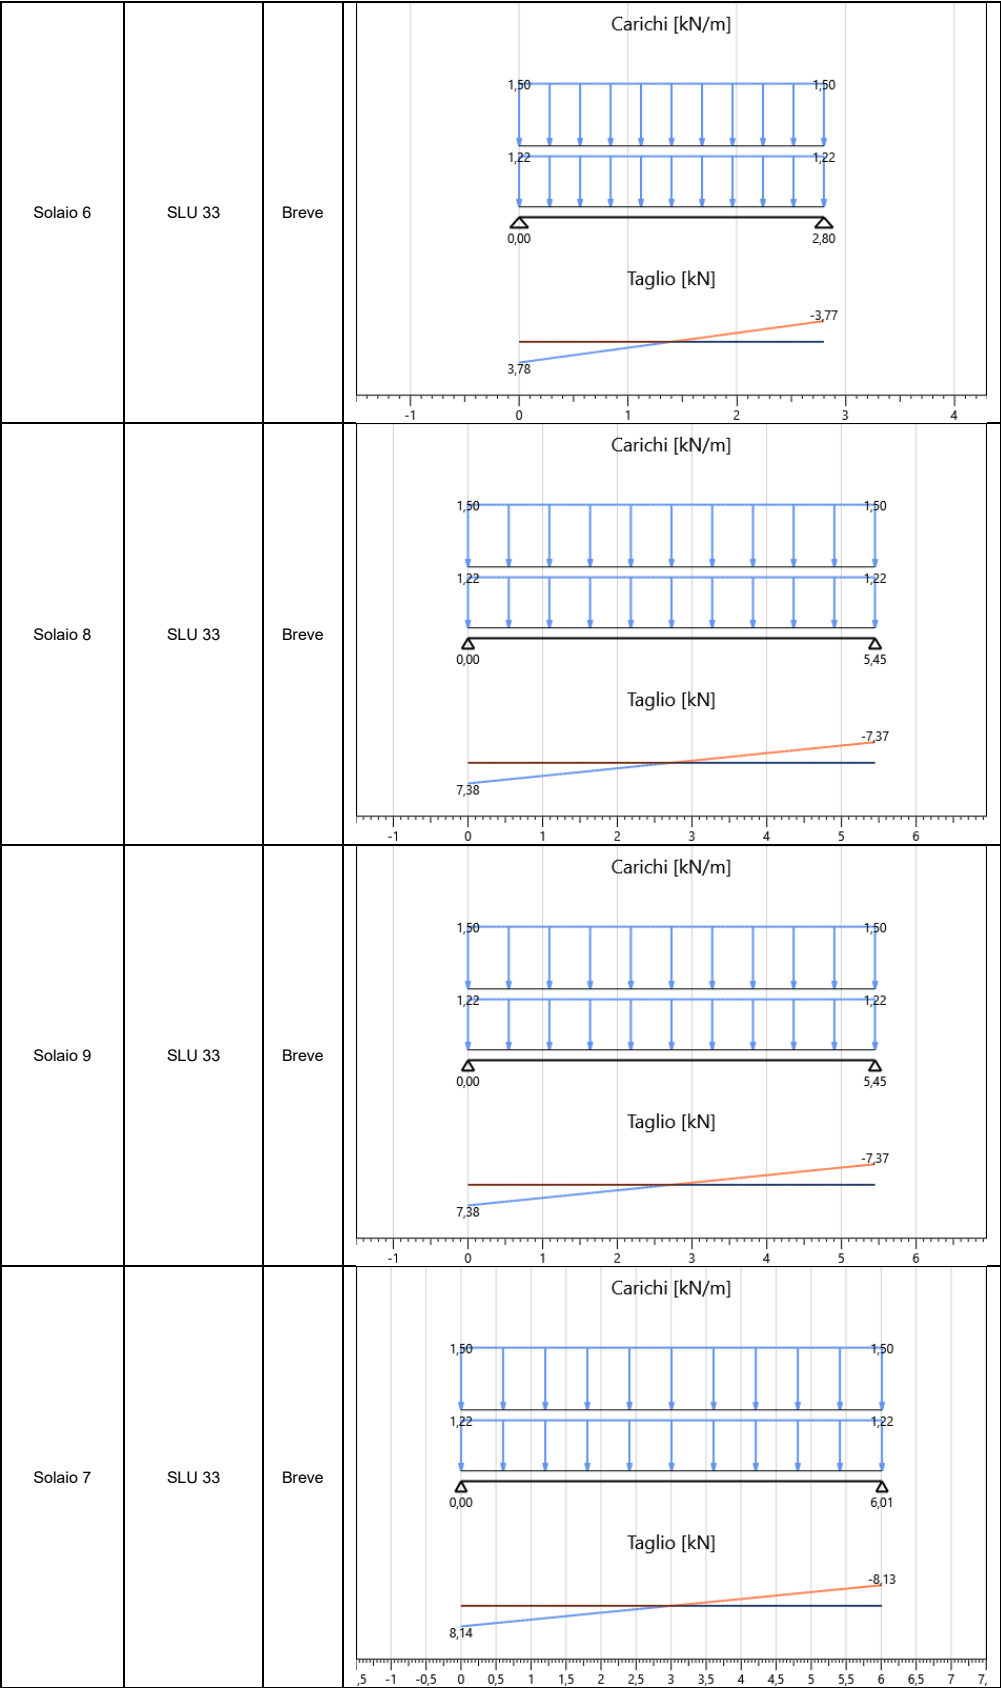 Carichi [kN/m]
1,50 1,50
1,22 1,22
Solaio 6 SLU 33 Breve
0,00 2,80
Taglio [kN]
-3,77
3,78
-1 0 1 2 3 4
Carichi [kN/m]
1,50 1,50
1,22 1,22
Solaio 8 SLU 33 Breve
0,00 5,45
Taglio [kN]
-7,37
7,38
-1 0 1 2 3 4 5 6
Carichi [kN/m]
1,50 1,50
1,22 1,22
Solaio 9 SLU 33 Breve
0,00 5,45
Taglio [kN]
-7,37
7,38
-1 0 1 2 3 4 5 6
Carichi [kN/m]
1,50 1,50
1,22 1,22
Solaio 7 SLU 33 Breve
0,00 6,01
Taglio [kN]
-8,13
8,14
,5 -1 -0,5 0 0,5 1 1,5 2 2,5 3 3,5 4 4,5 5 5,5 6 6,5 7 7,